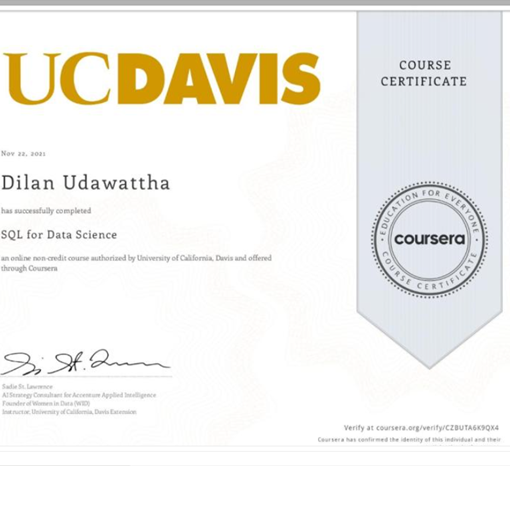 UCDAVIS
COURSE
CERTIFICATE
Nov 22, 2021
Dilan Udawattha
has successfully completed
SQL for Data Science
an online non-credit course authorized by University of California, Davis and offered
through Coursera
EDUCATION FOR EVERYONE
coursera
COURSE CERTIFICATE
Sadie St. Lawrence
AI Strategy Consultant for Accenture Applied Intelligence
Founder of Women in Data (WID)
Instructor, University of California, Davis Extension
Verify at coursera.org/verify/CZBUTA6K9QX4
Coursera has confirmed the identity of this individual and their